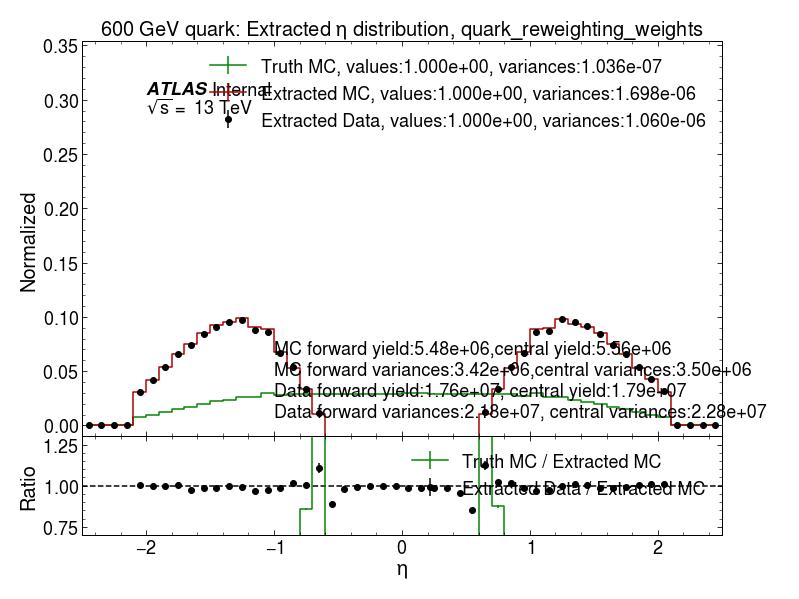 600 GeV quark: Extracted η distribution, quark_reweighting_weights
0.35
Truth MC, values:1.000e+00, variances:1.036e-07
ATLAS Internal
Extracted MC, values:1.000e+00, variances:1.698e-06
0.30
√s = 13 TeV
Extracted Data, values:1.000e+00, variances:1.060e-06
0.25
0.20
Normalized
0.15
0.10
MC forward yield:5.48e+06,central yield:5.56e+06
MC forward variances:3.42e+06,central variances:3.50e+06
0.05
Data forward yield:1.76e+07, central yield:1.79e+07
Data forward variances:2.18e+07, central variances:2.28e+07
0.00
1.25
Truth MC / Extracted MC
Ratio
1.00
Extracted Data / Extracted MC
0.75
−2 −1 0 1 2
η